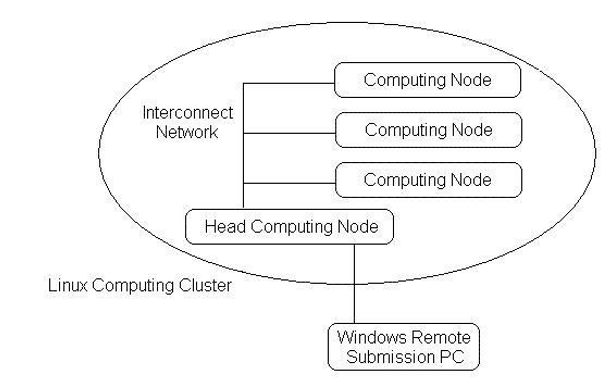 Computing Node
Interconnect
Network
Computing Node
Computing Node
Head Computing Node
Linux Computing Cluster
Windows Remote
Submission PC